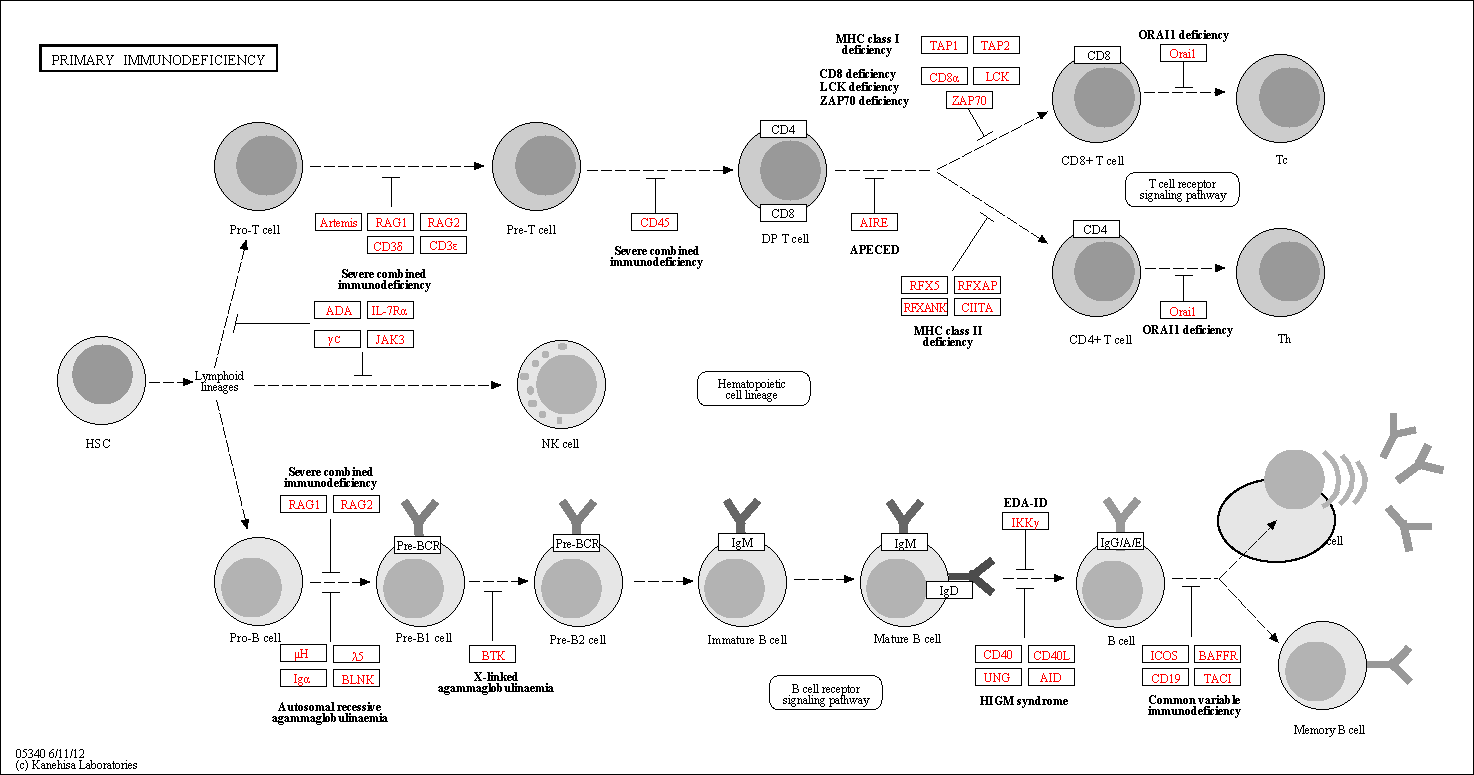 PRIMARY IMMUNODEFICIENCY
MHC class I
deficiency
TAP1
TAP2
CD8 deficiency
LCK deficiency
ZAP70 deficiency
CD8α
LCK
ZAP70
CD8
CD8+ T cell
ORAI1 deficiency
Orai1
Tc
T cell receptor
signaling pathway
Pro-T cell
Artemis
RAG1
RAG2
CD3δ
CD3ε
Severe combined
immunodeficiency
Pre-T cell
CD45
Severe combined
immunodeficiency
CD4
CD8
DP T cell
AIRE
APECED
RFX5
RFXAP
RFXANK
CIITA
MHC class II
deficiency
CD4
CD4+ T cell
Orai1
ORAI1 deficiency
Th
ADA
IL-7Rα
γc
JAK3
HSC
Lymphoid
lineages
NK cell
Hematopoietic
cell lineage
Severe combined
immunodeficiency
RAG1
RAG2
Pro-B cell
μH
λ5
Igα
BLNK
Autosomal recessive
agammaglobulinaemia
Pre-BCR
Pre-B1 cell
BTK
X-linked
agammaglobulinaemia
Pre-BCR
Pre-B2 cell
IgM
Immature B cell
IgM
IgD
Mature B cell
B cell receptor
signaling pathway
EDA-ID
IKKγ
CD40
CD40L
UNG
AID
HIGM syndrome
IgG/A/E
B cell
ICOS
BAFFR
CD19
TACI
Common variable
immunodeficiency
cell
Memory B cell
05340 6/11/12
(c) Kanehisa Laboratories